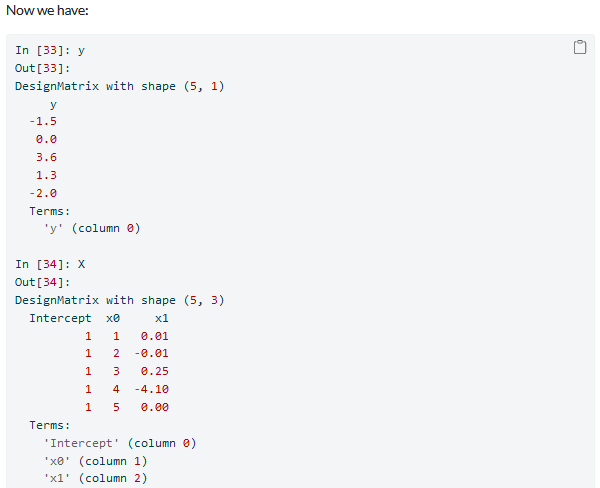 Now we have:
In [33]: y
Out[33]:
DesignMatrix with shape (5, 1)
y
-1.5
0.0
3.6
1.3
-2.0
Terms:
'y' (column 0)
In [34]: X
Out[34]:
DesignMatrix with shape (5, 3)
Intercept x0 x1
1 1 0.01
1 2 -0.01
1 3 0.25
1 4 -4.10
1 5 0.00
Terms:
'Intercept' (column 0)
'x0' (column 1)
'x1' (column 2)